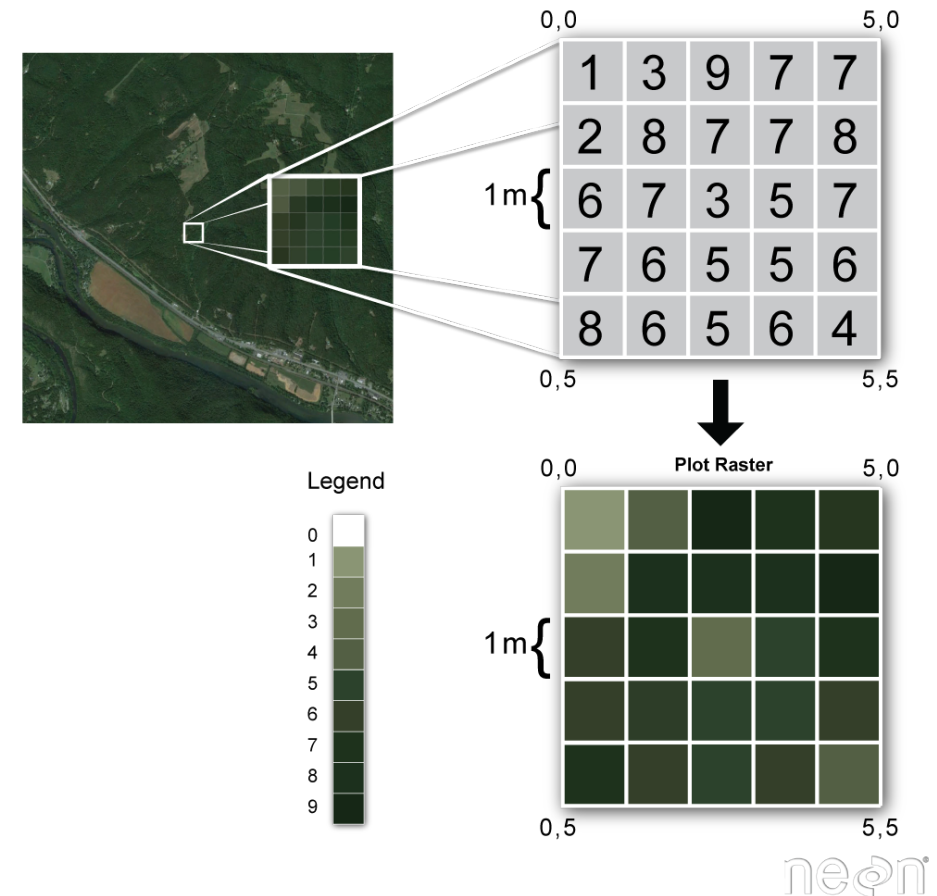 0,0 5,0
1 3 9 7 7
2 8 7 7 8
1m{ 6 7 3 5 7
7 6 5 5 6
8 6 5 6 4
0,5 5,5
Plot Raster
0,0 5,0
1m{
0,5 5,5
Legend
0
1
2
3
4
5
6
7
8
9
neon®